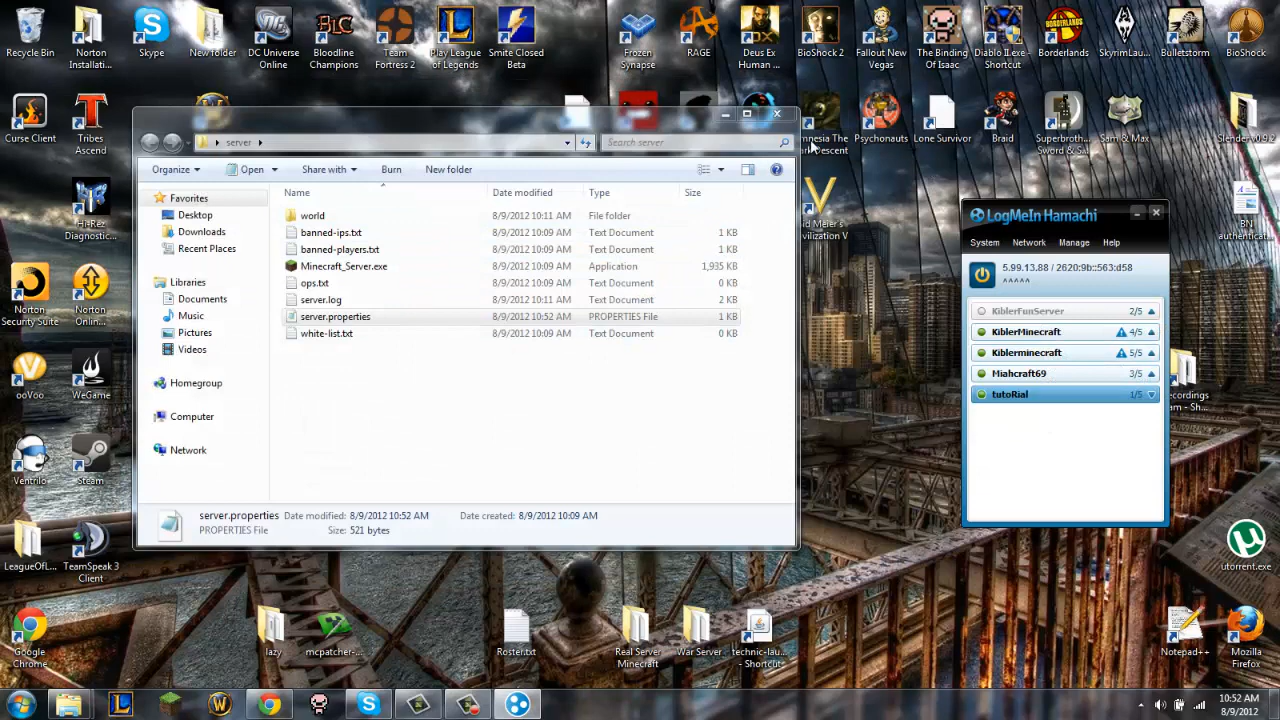 Recycle Bin
Norton
Installati...
Skype
New folder
DC Universe
Online
Bloodline
Champions
Team
Fortress 2
Play League
of Legends
Smite Closed
Beta
Frozen
Synapse
RAGE
Deus Ex
Human ...
BioShock 2
Fallout New
Vegas
The Binding
Of Isaac
Diablo II.exe -
Shortcut
Borderlands
SkyrimLau...
Bulletstorm
BioShock
Curse Client
Tribes
Ascend
Psychonauts
Lone Survivor
Braid
Superbroth...
Sword & S...
Sam & Max
Slender v0.9.2
server
Search server
Organize
Open
Share with
Burn
New folder
Name
Date modified
Type
Size
Favorites
Desktop
Downloads
Recent Places
Libraries
Documents
Music
Pictures
Videos
Homegroup
Computer
Network
world 8/9/2012 10:11 AM File folder
banned-ips.txt 8/9/2012 10:09 AM Text Document 1 KB
banned-players.txt 8/9/2012 10:09 AM Text Document 1 KB
Minecraft_Server.exe 8/9/2012 10:09 AM Application 1,935 KB
ops.txt 8/9/2012 10:09 AM Text Document 0 KB
server.log 8/9/2012 10:11 AM Text Document 2 KB
server.properties 8/9/2012 10:52 AM PROPERTIES File 1 KB
white-list.txt 8/9/2012 10:09 AM Text Document 0 KB
server.properties Date modified: 8/9/2012 10:52 AM Date created: 8/9/2012 10:09 AM
PROPERTIES File Size: 521 bytes
Hi-Rez
Diagnostic...
Norton
Security Suite
Norton
Online...
ooVoo
WeGame
Ventrilo
Steam
LeagueOfL...
TeamSpeak 3
Client
LogMeIn Hamachi
System Network Manage Help
5.99.13.88 / 2620:9b::563:d58
^^^^^
KiblerFunServer 2/5
KiblerMinecraft 4/5
Kiblerminecraft 5/5
Miahcraft69 3/5
tutoRial 1/5
BN
authenticat...
utorrent.exe
Google
Chrome
lazy
mcpatcher-...
Roster.txt
Real Server
Minecraft
War Server
technic-lau...
- Shortcut
Notepad++
Mozilla
Firefox
10:52 AM
8/9/2012